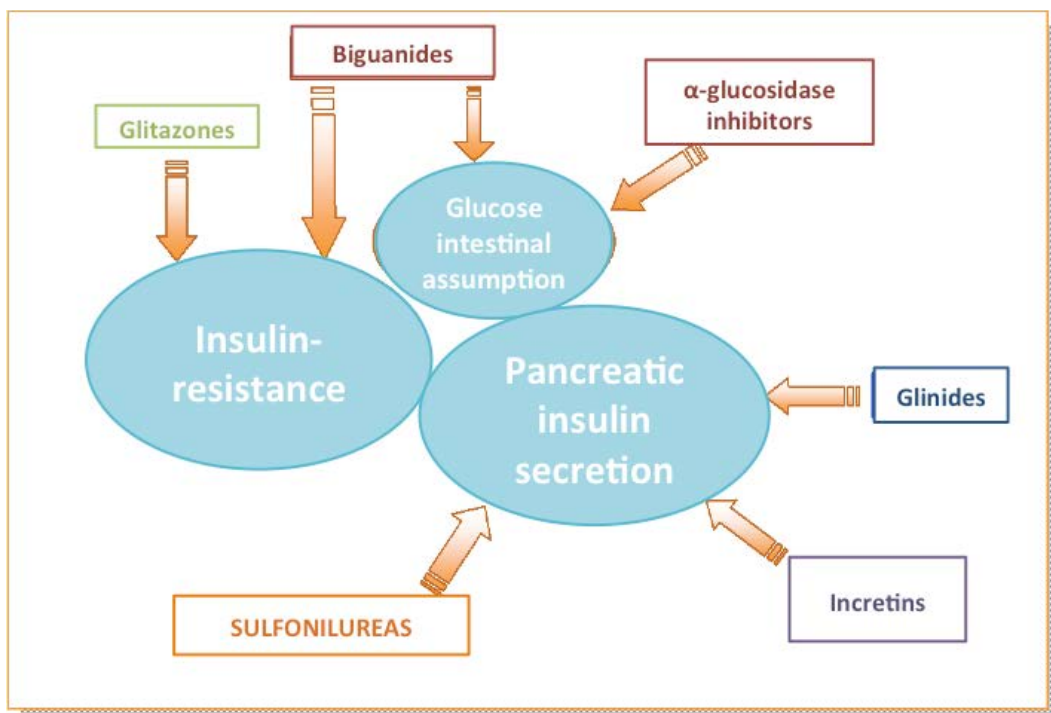 Biguanides
α-glucosidase
inhibitors
Glitazones
Glucose
intestinal
assumption
Insulin-
resistance
Pancreatic
insulin
secretion
Glinides
Incretins
SULFONILUREAS